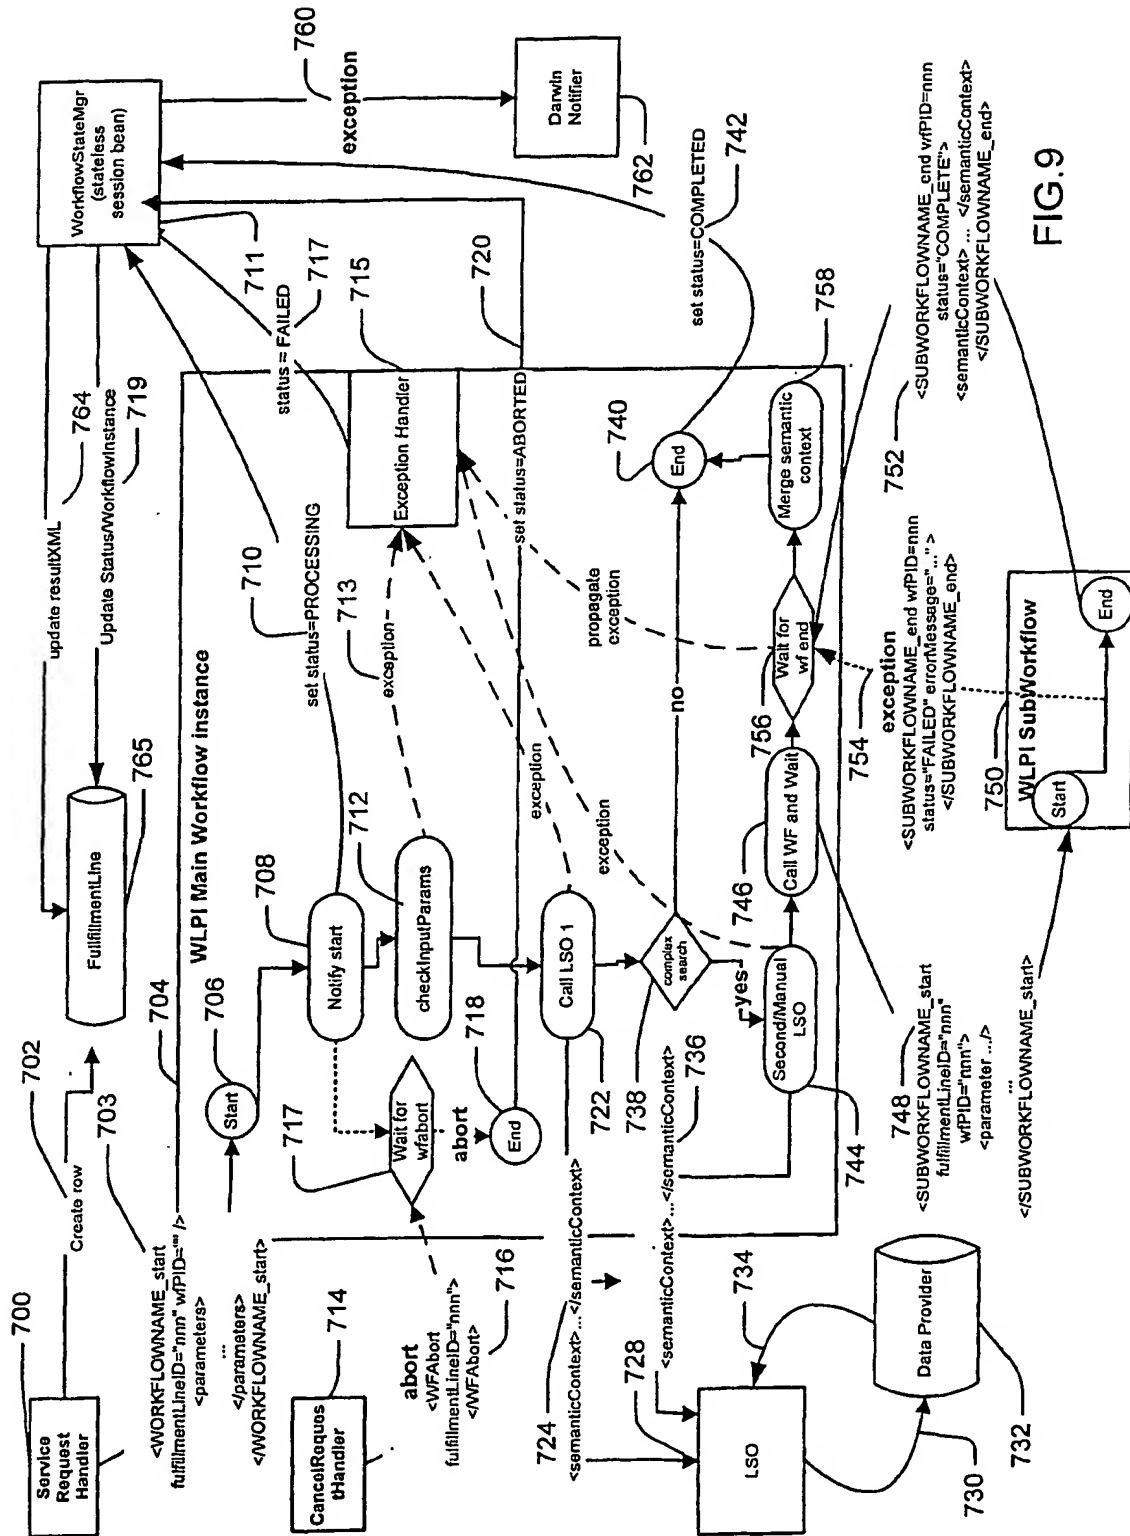 700
Service
Request
Handler
702
Create row
703
<WORKFLOWNAME_start
fulfillmentLineID="nnn" wfPID="" />
<parameters>
...
</parameters>
</WORKFLOWNAME_start>
704
FullfillmentLine
765
update resultXML
764
Update Status/WorkflowInstance
719
WorkflowStateMgr
(stateless
session bean)
711
760
exception
Darwin
Notifier
762
714
CancelReques
tHandler
abort
<WFAbort
fulfillmentLineID="nnn">
</WFAbort>
716
WLPI Main Workflow instance
706
Start
708
Notify start
710
set status=PROCESSING
712
checkInputParams
713
exception
717
Wait for
wfabort
abort
718
End
status = FAILED
717
715
Exception Handler
720
set status=ABORTED
Call LSO 1
722
exception
exception
724
<semanticContext>...</semanticContext>
728
<semanticContext>...</semanticContext>
736
LSO
734
730
Data Provider
732
738
complex
search
no
yes
Second/Manual
LSO
744
746
Call WF and Wait
756
Wait for
wf end
propagate
exception
740
End
Merge semantic
context
758
set status=COMPLETED
742
748
<SUBWORKFLOWNAME_start
fulfillmentLineID="nnn"
wfPID="nnn">
<parameter .../>
...
</SUBWORKFLOWNAME_start>
754
exception
<SUBWORKFLOWNAME_end wfPID=nnn
status="FAILED" errorMessage="..." >
</SUBWORKFLOWNAME_end>
750
WLPI SubWorkflow
Start
End
752
<SUBWORKFLOWNAME_end wfPID=nnn
status="COMPLETE">
<semanticContext> ... </semanticContext>
</SUBWORKFLOWNAME_end>
FIG.9